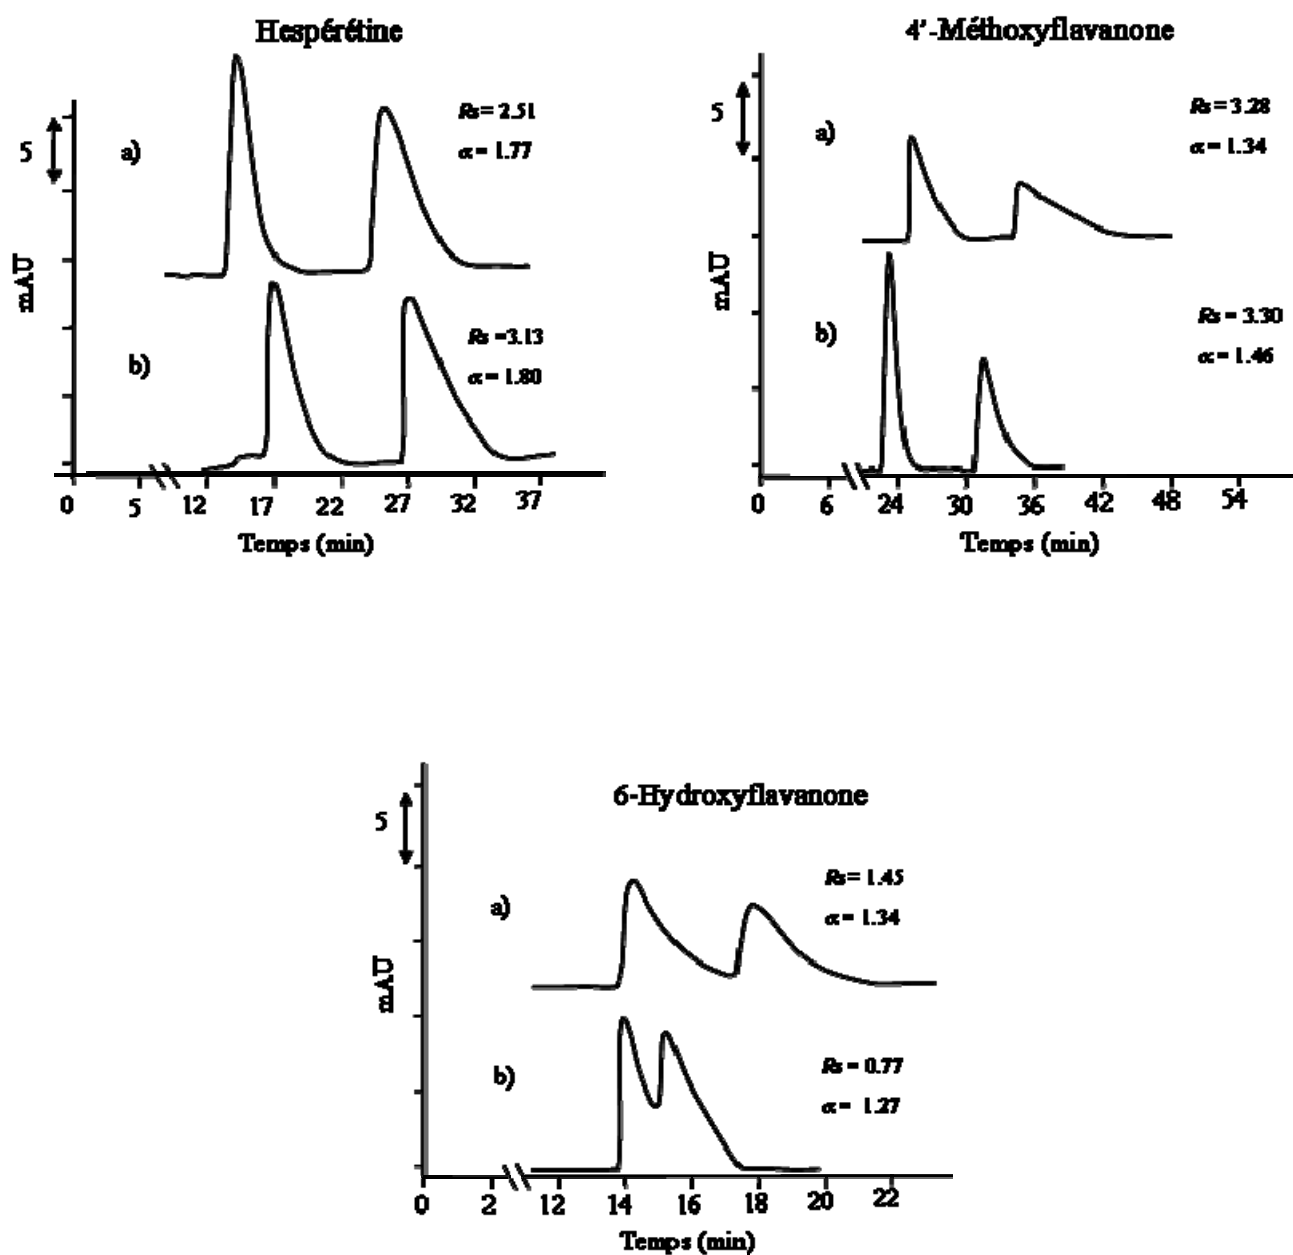 Hespérétine
Rs = 2.51
α = 1.77
5
a)
mAU
Rs =3.13
α = 1.80
b)
0 5 12 17 22 27 32 37
Temps (min)
4'-Méthoxyflavanone
Rs = 3.28
α = 1.34
5
a)
mAU
Rs = 3.30
α = 1.46
b)
0 6 24 30 36 42 48 54
Temps (min)
6-Hydroxyflavanone
5
Rs = 1.45
α = 1.34
a)
mAU
Rs = 0.77
α = 1.27
b)
0 2 12 14 16 18 20 22
Temps (min)